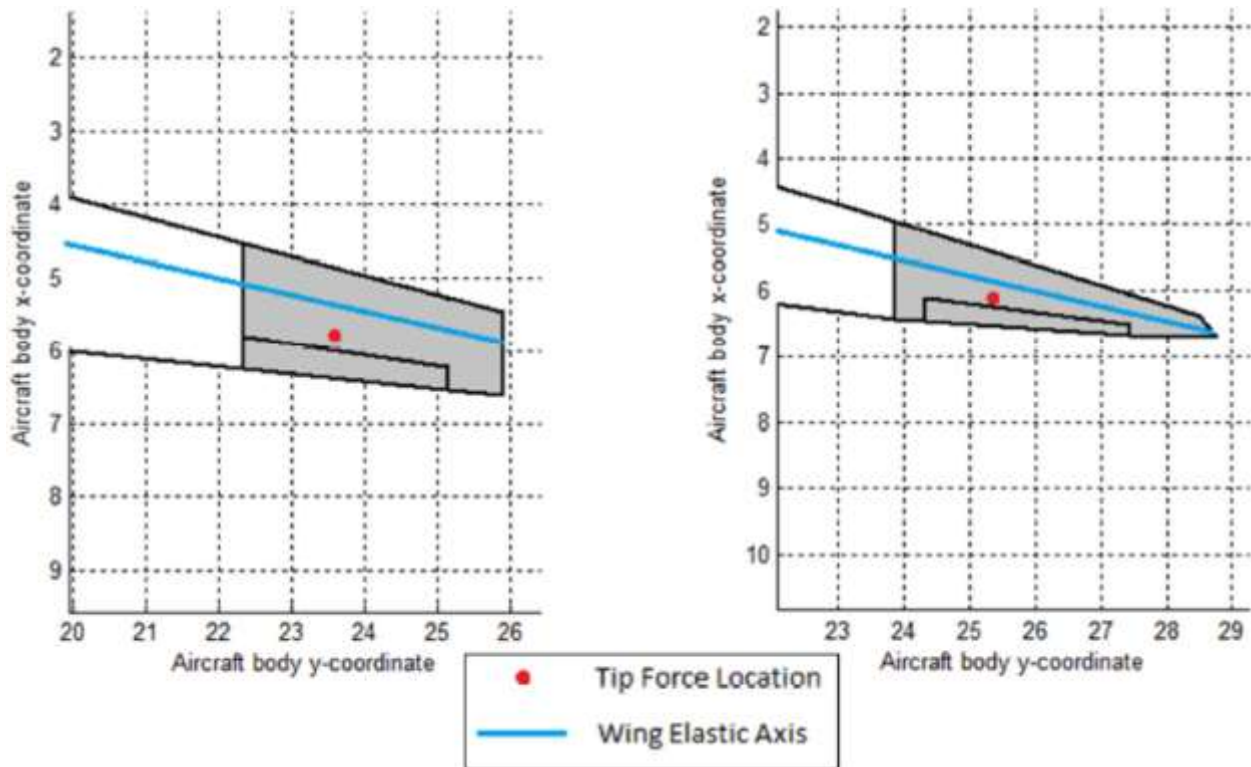 2
3
4
5
6
7
8
9
20 21 22 23 24 25 26
Aircraft body x-coordinate
Aircraft body y-coordinate
2
3
4
5
6
7
8
9
10
23 24 25 26 27 28 29
Aircraft body x-coordinate
Aircraft body y-coordinate
Tip Force Location
Wing Elastic Axis